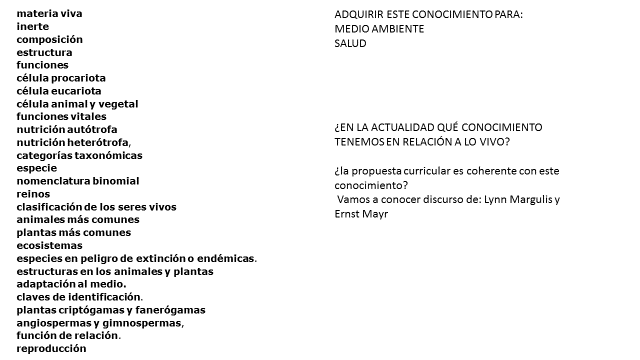 materia viva
inerte
composición
estructura
funciones
célula procariota
célula eucariota
célula animal y vegetal
funciones vitales
nutrición autótrofa
nutrición heterótrofa,
categorías taxonómicas
especie
nomenclatura binomial
reinos
clasificación de los seres vivos
animales más comunes
plantas más comunes
ecosistemas
especies en peligro de extinción o endémicas.
estructuras en los animales y plantas
adaptación al medio.
claves de identificación.
plantas criptógamas y fanerógamas
angiospermas y gimnospermas,
función de relación.
reproducción
ADQUIRIR ESTE CONOCIMIENTO PARA:
MEDIO AMBIENTE
SALUD
¿EN LA ACTUALIDAD QUÉ CONOCIMIENTO
TENEMOS EN RELACIÓN A LO VIVO?
¿la propuesta curricular es coherente con este
conocimiento?
Vamos a conocer discurso de: Lynn Margulis y
Ernst Mayr